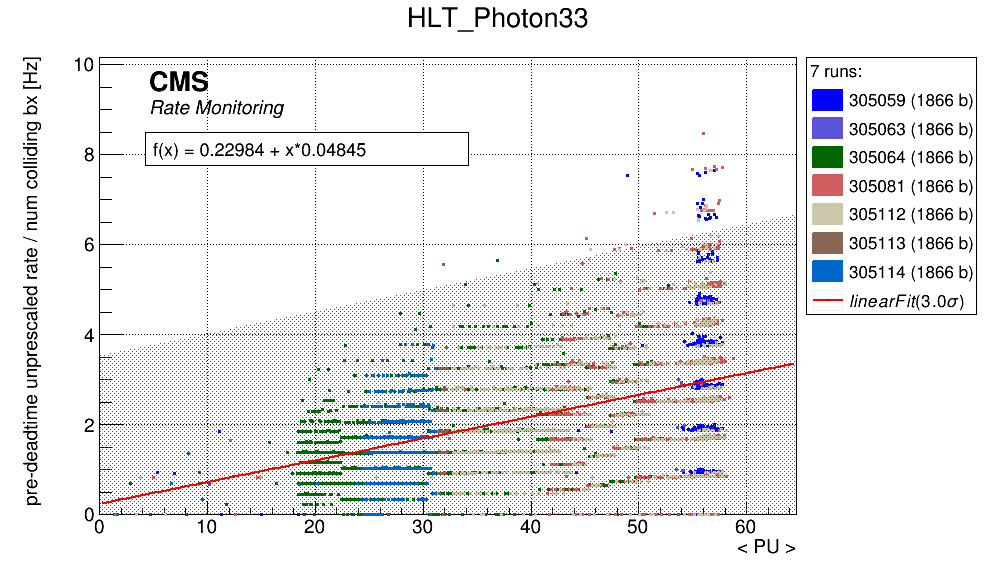 HLT_Photon33
pre-deadtime unprescaled rate / num colliding bx [Hz]
10
8
6
4
2
0
CMS
Rate Monitoring
f(x) = 0.22984 + x*0.04845
0 10 20 30 40 50 60
< PU >
7 runs:
305059 (1866 b)
305063 (1866 b)
305064 (1866 b)
305081 (1866 b)
305112 (1866 b)
305113 (1866 b)
305114 (1866 b)
linearFit(3.0σ)